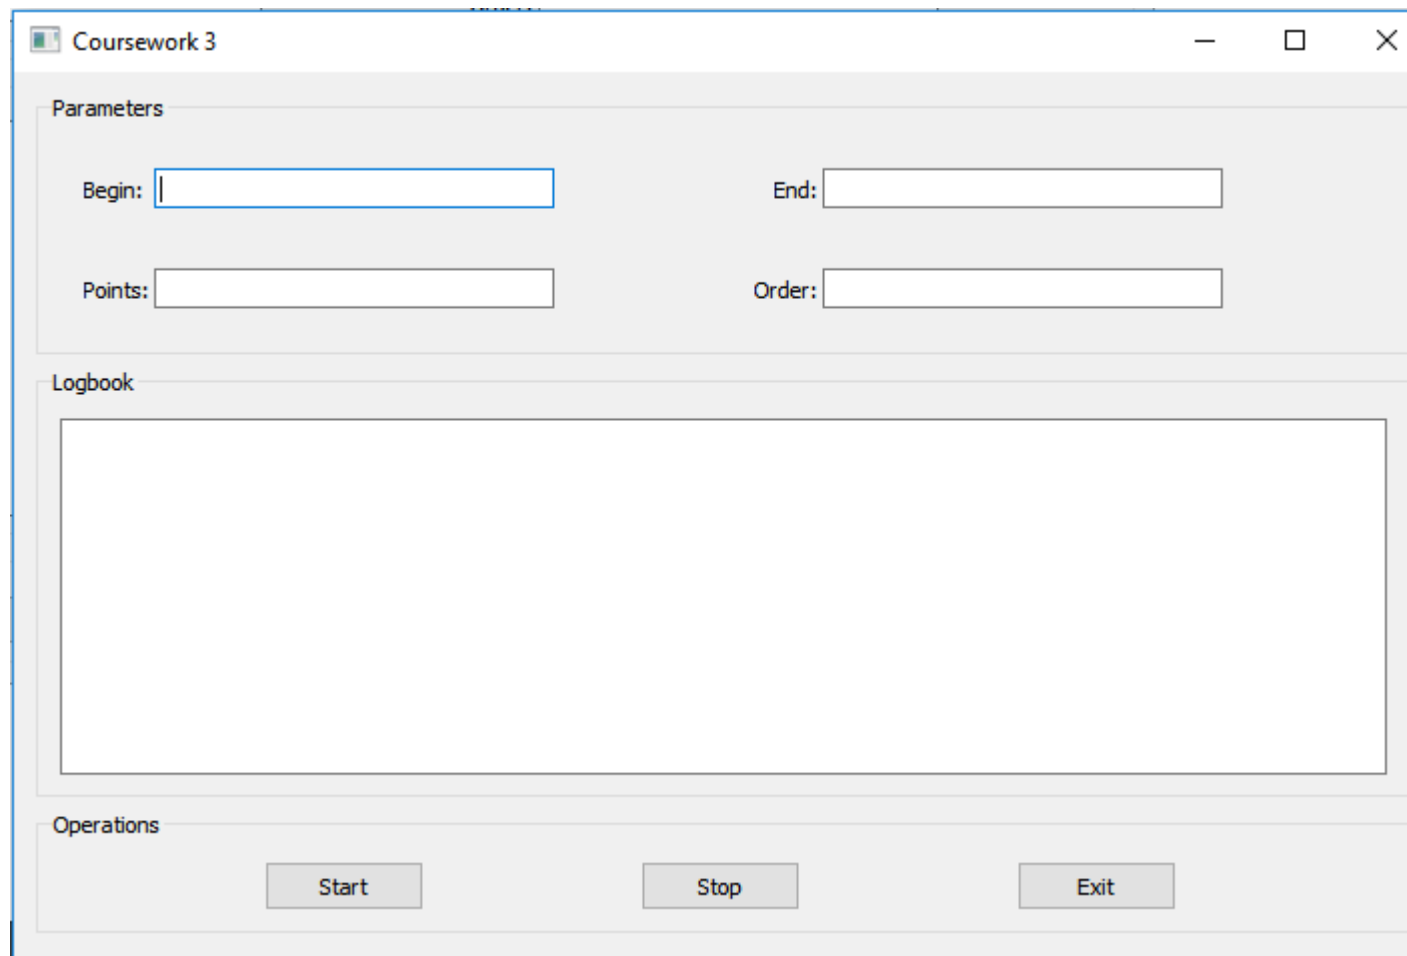 Coursework 3
Parameters
Begin: End:
Points: Order:
Logbook
Operations
Start Stop Exit